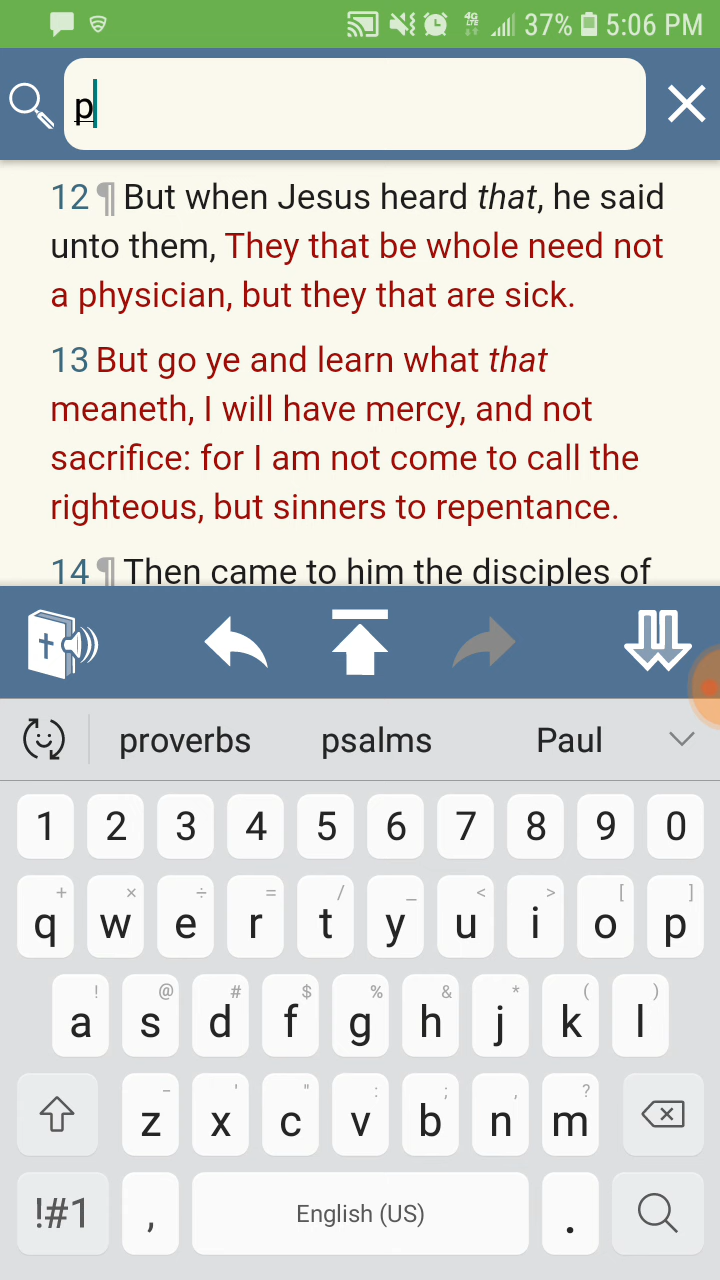 4G LTE 37% 5:06 PM
p
12 ¶ But when Jesus heard that, he said
unto them, They that be whole need not
a physician, but they that are sick.
13 But go ye and learn what that
meaneth, I will have mercy, and not
sacrifice: for I am not come to call the
righteous, but sinners to repentance.
14 ¶ Then came to him the disciples of
proverbs psalms Paul
1 2 3 4 5 6 7 8 9 0
+ × ÷ = / _ < > [ ]
q w e r t y u i o p
! @ # $ % & * ( )
a s d f g h j k l
- ' " : ; , ?
z x c v b n m
!#1 , English (US) .